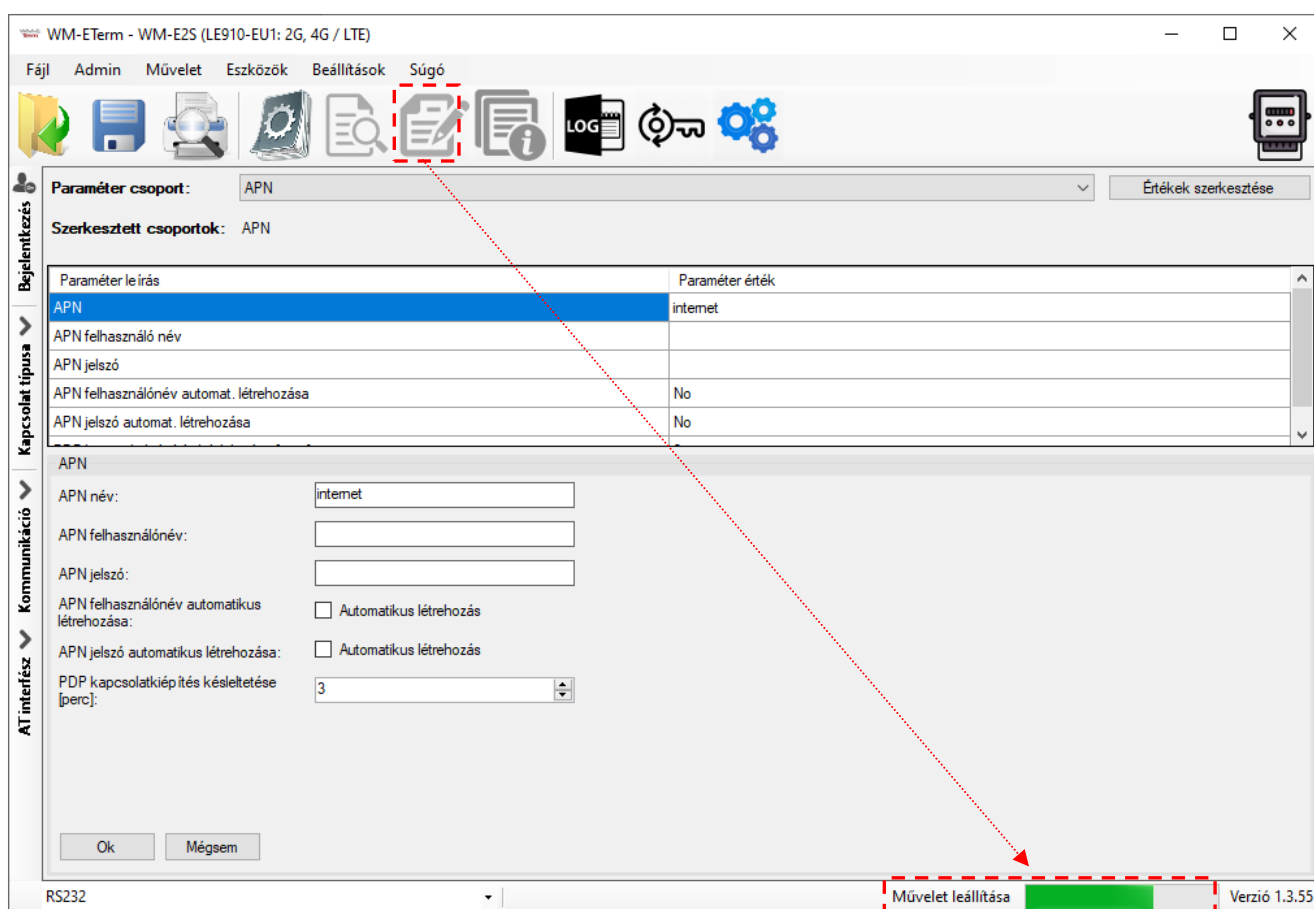 WM-ETerm - WM-E2S (LE910-EU1: 2G, 4G / LTE)
Fájl Admin Művelet Eszközök Beállítások Súgó
LOG
Bejelentkezés
Kapcsolat típusa
Kommunikáció
AT interfész
Paraméter csoport: APN Értékek szerkesztése
Szerkesztett csoportok: APN
Paraméter leírás Paraméter érték
APN internet
APN felhasználó név
APN jelszó
APN felhasználónév automat. létrehozása No
APN jelszó automat. létrehozása No
APN
APN név: internet
APN felhasználónév:
APN jelszó:
APN felhasználónév automatikus
létrehozása: Automatikus létrehozás
APN jelszó automatikus létrehozása: Automatikus létrehozás
PDP kapcsolatkiépítés késleltetése
[perc]: 3
Ok Mégsem
RS232 Művelet leállítása Verzió 1.3.55